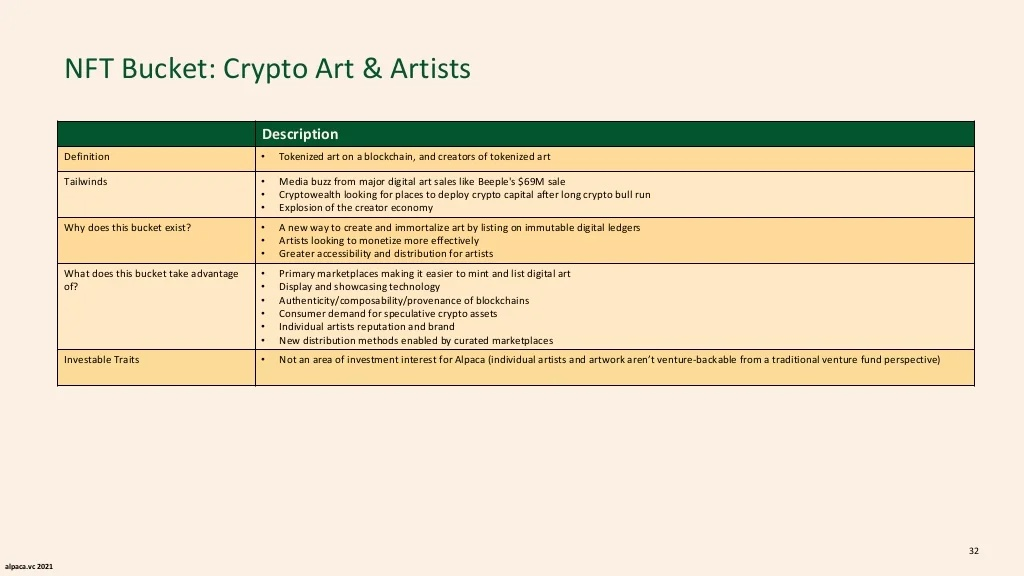 NFT Bucket: Crypto Art & Artists
Description
Definition
• Tokenized art on a blockchain, and creators of tokenized art
Tailwinds
• Media buzz from major digital art sales like Beeple's $69M sale
• Cryptowealth looking for places to deploy crypto capital after long crypto bull run
• Explosion of the creator economy
Why does this bucket exist?
• A new way to create and immortalize art by listing on immutable digital ledgers
• Artists looking to monetize more effectively
• Greater accessibility and distribution for artists
What does this bucket take advantage
of?
• Primary marketplaces making it easier to mint and list digital art
• Display and showcasing technology
• Authenticity/composability/provenance of blockchains
• Consumer demand for speculative crypto assets
• Individual artists reputation and brand
• New distribution methods enabled by curated marketplaces
Investable Traits
• Not an area of investment interest for Alpaca (individual artists and artwork aren’t venture-backable from a traditional venture fund perspective)
32
alpaca.vc 2021